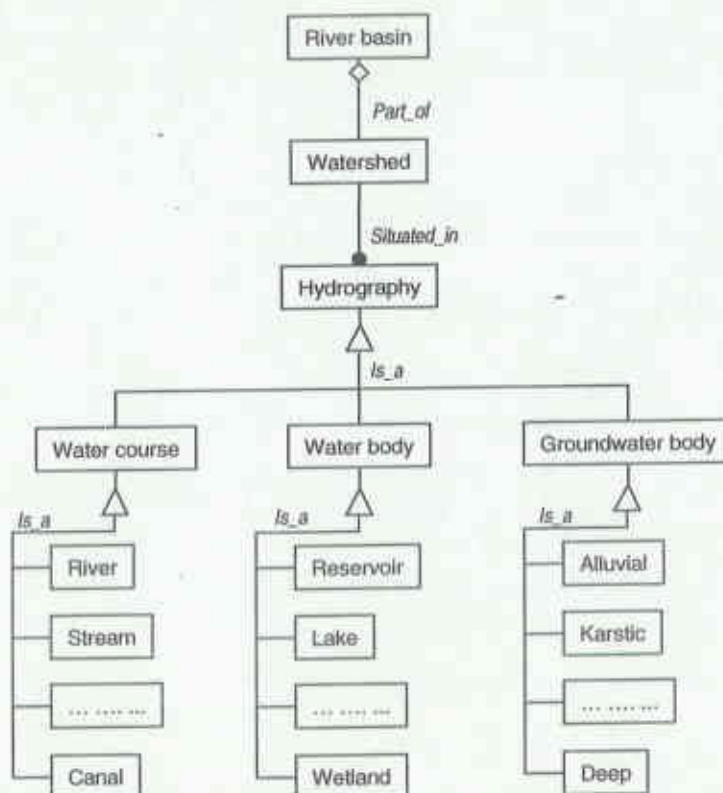 River basin
Part_of
Watershed
Situated_in
Hydrography
Is_a
Water course
Water body
Groundwater body
Is_a
Is_a
Is_a
River
Reservoir
Alluvial
Stream
Lake
Karstic
... .... ...
... .... ...
... .... ...
Canal
Wetland
Deep